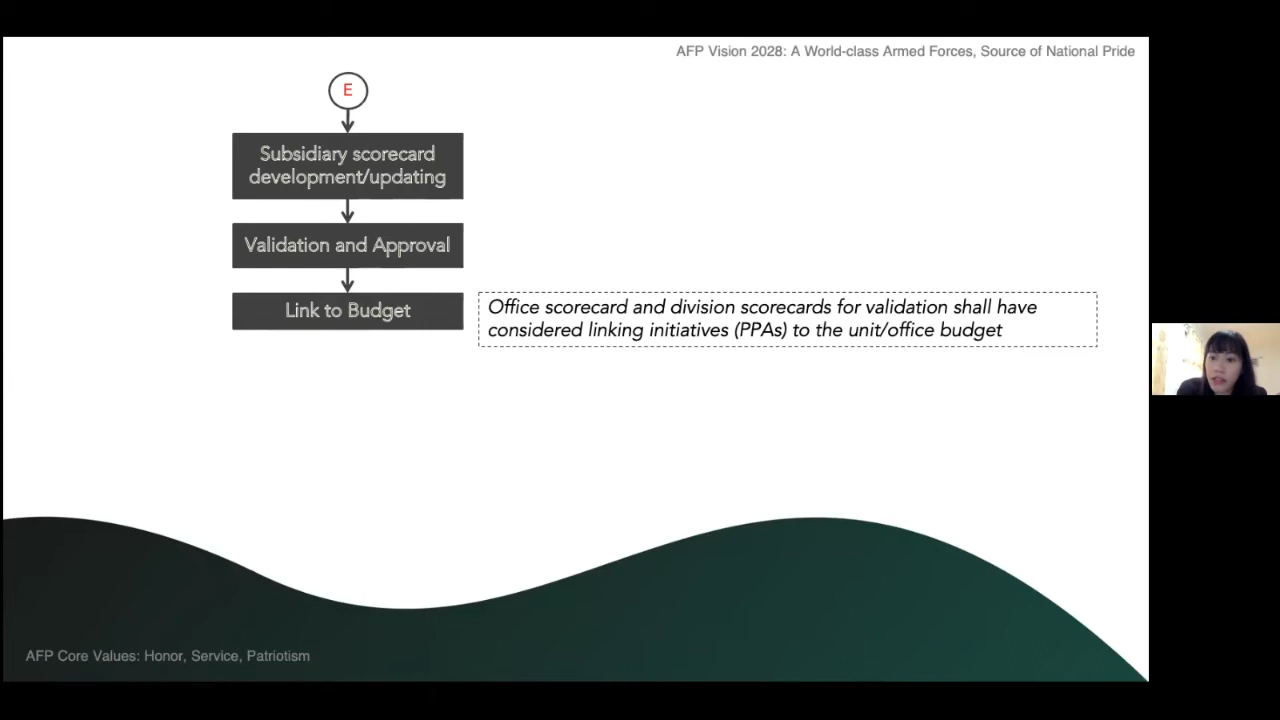 AFP Vision 2028: A World-class Armed Forces, Source of National Pride
E
Subsidiary scorecard
development/updating
Validation and Approval
Link to Budget
Office scorecard and division scorecards for validation shall have
considered linking initiatives (PPAs) to the unit/office budget
AFP Core Values: Honor, Service, Patriotism